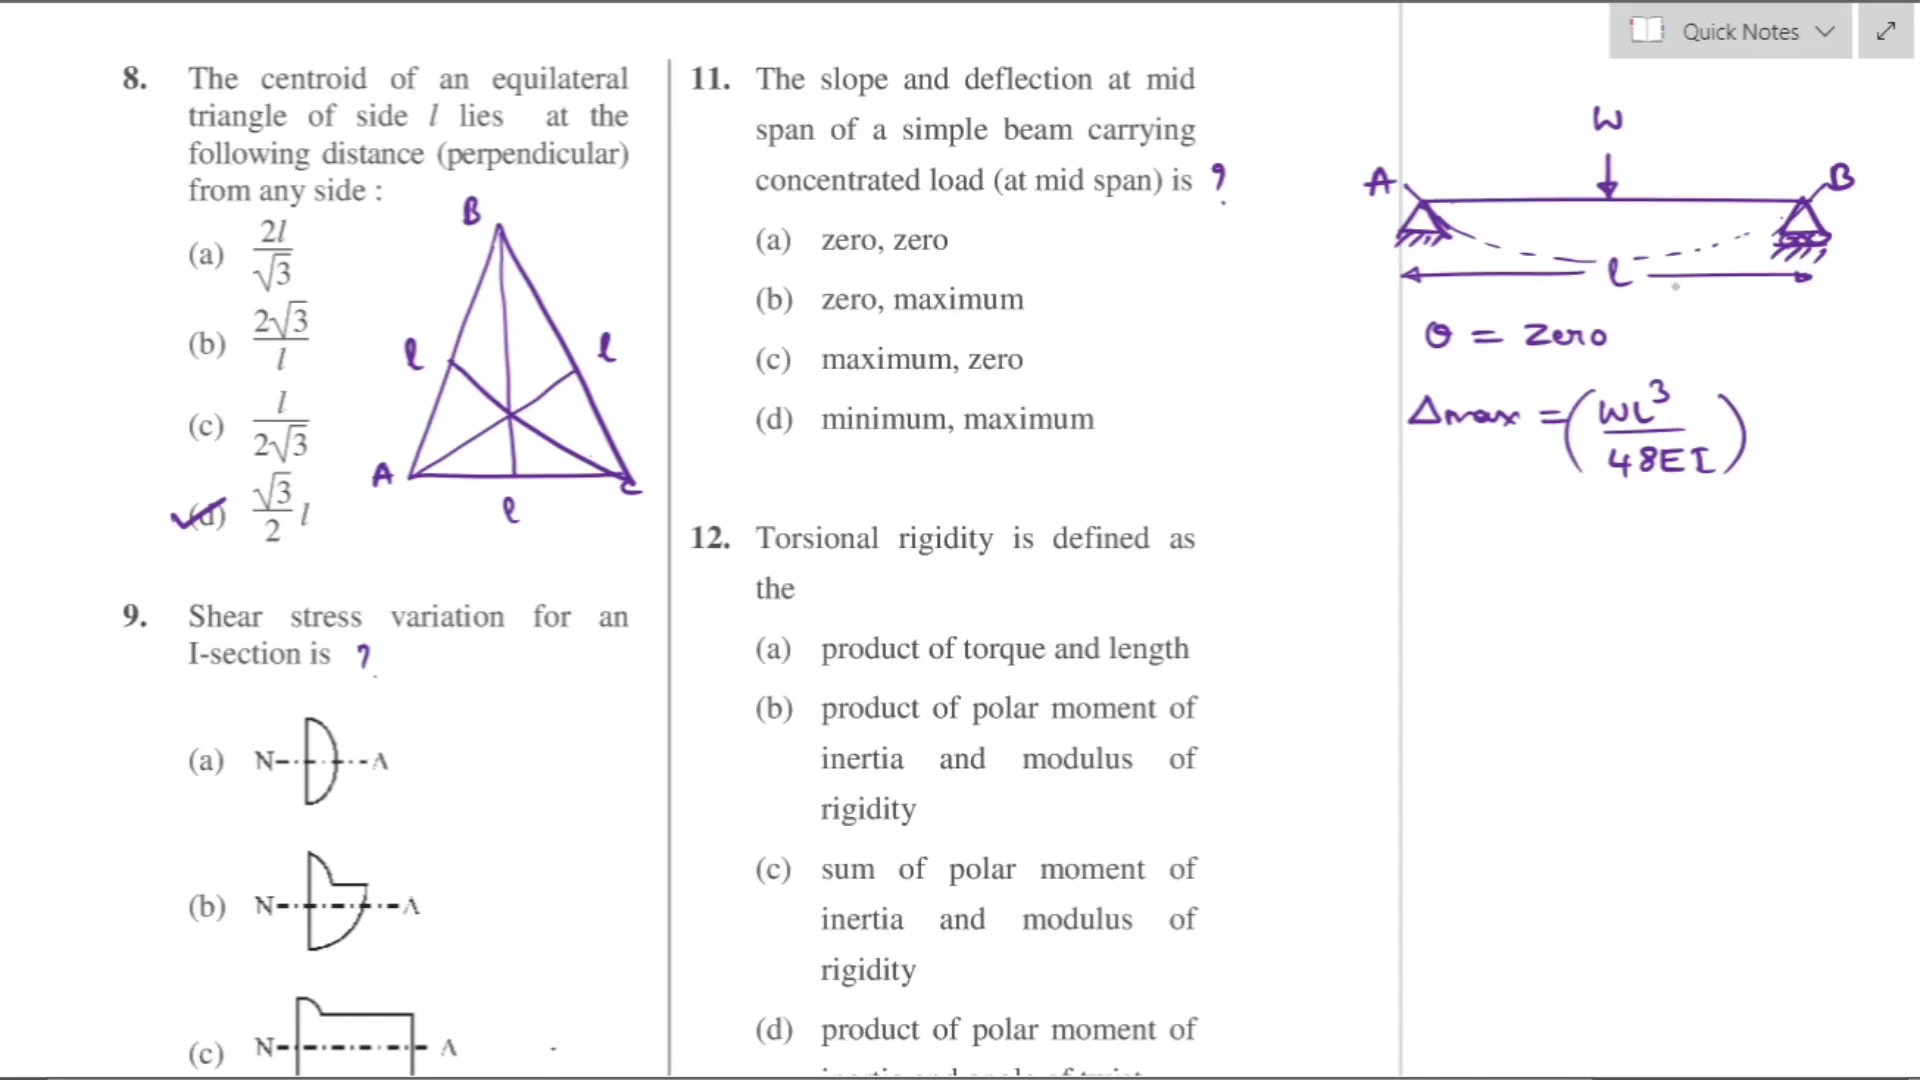 Quick Notes
8. The centroid of an equilateral
triangle of side l lies at the
following distance (perpendicular)
from any side :
(a) 2l/√3
(b) 2√3/l
(c) l/2√3
(d) √3/2 l
B
l
l
A
C
l
9. Shear stress variation for an
I-section is ?
(a) N A
(b) N A
(c) N A
11. The slope and deflection at mid
span of a simple beam carrying
concentrated load (at mid span) is ?
(a) zero, zero
(b) zero, maximum
(c) maximum, zero
(d) minimum, maximum
12. Torsional rigidity is defined as
the
(a) product of torque and length
(b) product of polar moment of
inertia and modulus of
rigidity
(c) sum of polar moment of
inertia and modulus of
rigidity
(d) product of polar moment of
W
A B
l
θ = Zero
Δmax = (WL³/48EI)